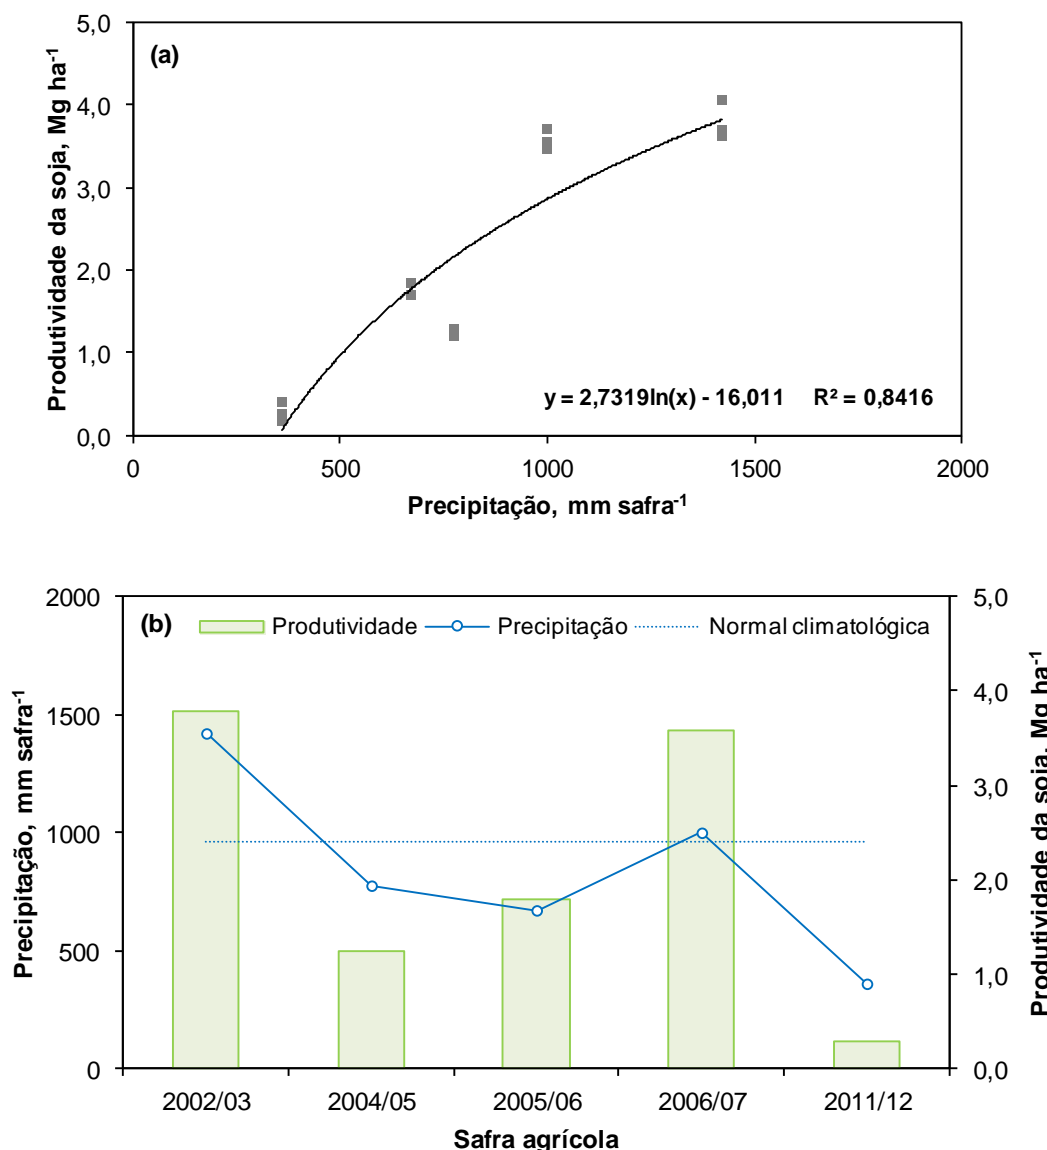 (a)
Produtividade da soja, Mg ha⁻¹
5,0
4,0
3,0
2,0
1,0
0,0
y = 2,7319ln(x) - 16,011 R² = 0,8416
0 500 1000 1500 2000
Precipitação, mm safra⁻¹
(b)
Produtividade Precipitação Normal climatológica
Precipitação, mm safra⁻¹
2000
1500
1000
500
0
5,0
4,0
3,0
2,0
1,0
0,0
Produtividade da soja, Mg ha⁻¹
2002/03 2004/05 2005/06 2006/07 2011/12
Safra agrícola